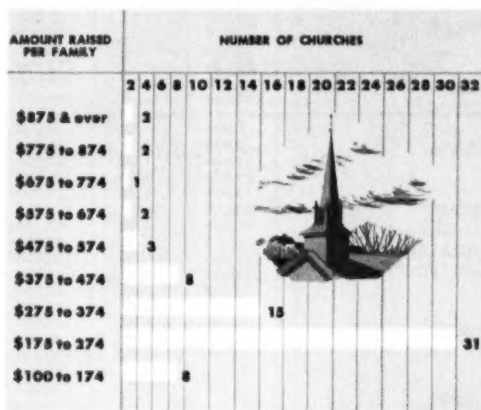 AMOUNT RAISED PER FAMILY
NUMBER OF CHURCHES
2 4 6 8 10 12 14 16 18 20 22 24 26 28 30 32
$875 & over 2
$775 to 874 2
$675 to 774 1
$575 to 674 2
$475 to 574 3
$375 to 474 8
$275 to 374 15
$175 to 274 31
$100 to 174 8